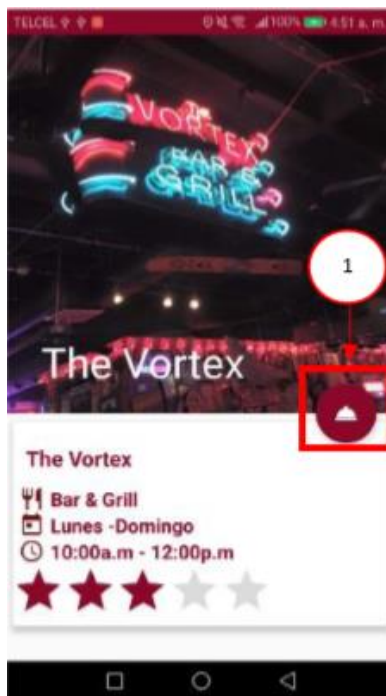 TELCEL
100% 4:51 a. m.
THE
VORTEX
BAR &
GRILL
1
The Vortex
The Vortex
Bar & Grill
Lunes -Domingo
10:00a.m - 12:00p.m